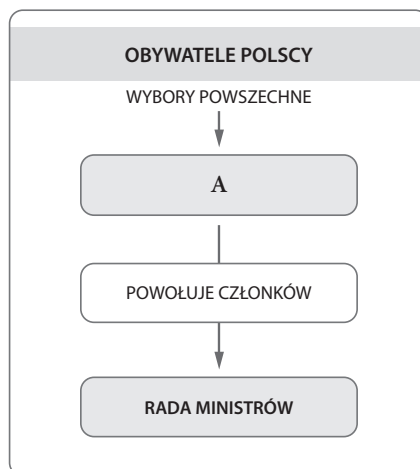 OBYWATELE POLSCY
WYBORY POWSZECHNE
A
POWOŁUJE CZŁONKÓW
RADA MINISTRÓW